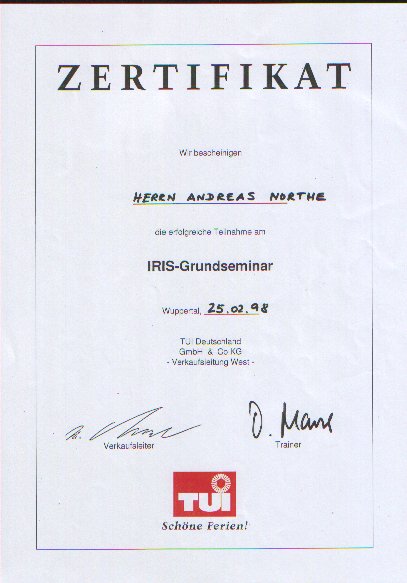 ZERTIFIKAT
Wir bescheinigen
HERRN ANDREAS NORTHE
die erfolgreiche Teilnahme am
IRIS-Grundseminar
Wuppertal, 25.02.98
TUI Deutschland
GmbH & Co KG
- Verkaufsleitung West -
D.
Verkaufsleiter
Trainer
TUI
Schöne Ferien!